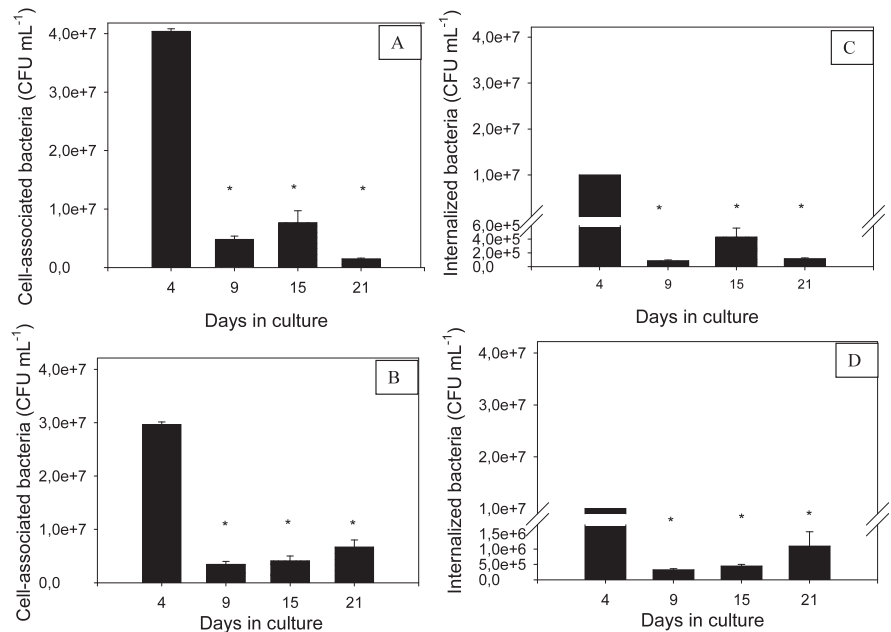 A
Cell-associated bacteria (CFU mL⁻¹)
4,0e+7
3,0e+7
2,0e+7
1,0e+7
0,0
* * *
4 9 15 21
Days in culture
C
Internalized bacteria (CFU mL⁻¹)
4,0e+7
3,0e+7
2,0e+7
1,0e+7
6,0e+5
4,0e+5
2,0e+5
0,0
* * *
4 9 15 21
Days in culture
B
Cell-associated bacteria (CFU mL⁻¹)
4,0e+7
3,0e+7
2,0e+7
1,0e+7
0,0
* * *
4 9 15 21
Days in culture
D
Internalized bacteria (CFU mL⁻¹)
4,0e+7
3,0e+7
2,0e+7
1,0e+7
1,5e+6
1,0e+6
5,0e+5
0,0
* * *
4 9 15 21
Days in culture